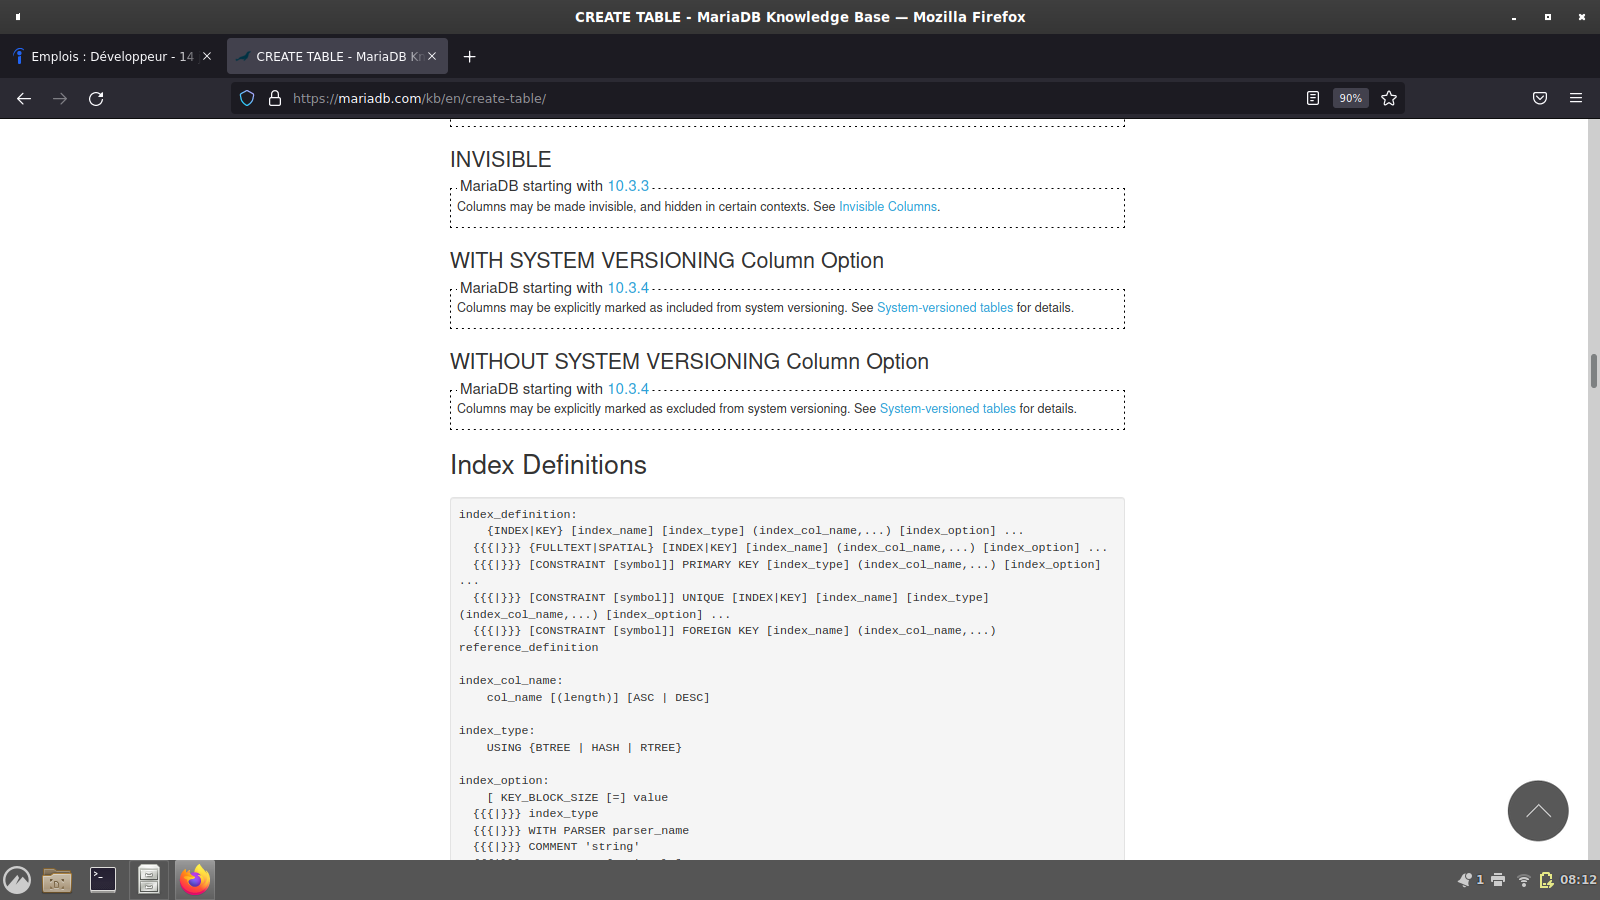 CREATE TABLE - MariaDB Knowledge Base — Mozilla Firefox
Emplois : Développeur - 14
CREATE TABLE - MariaDB Kn
https://mariadb.com/kb/en/create-table/
90%
INVISIBLE
MariaDB starting with 10.3.3
Columns may be made invisible, and hidden in certain contexts. See Invisible Columns.
WITH SYSTEM VERSIONING Column Option
MariaDB starting with 10.3.4
Columns may be explicitly marked as included from system versioning. See System-versioned tables for details.
WITHOUT SYSTEM VERSIONING Column Option
MariaDB starting with 10.3.4
Columns may be explicitly marked as excluded from system versioning. See System-versioned tables for details.
Index Definitions
index_definition:
{INDEX|KEY} [index_name] [index_type] (index_col_name,...) [index_option] ...
{{{|}}} {FULLTEXT|SPATIAL} [INDEX|KEY] [index_name] (index_col_name,...) [index_option] ...
{{{|}}} [CONSTRAINT [symbol]] PRIMARY KEY [index_type] (index_col_name,...) [index_option]
...
{{{|}}} [CONSTRAINT [symbol]] UNIQUE [INDEX|KEY] [index_name] [index_type]
(index_col_name,...) [index_option] ...
{{{|}}} [CONSTRAINT [symbol]] FOREIGN KEY [index_name] (index_col_name,...)
reference_definition
index_col_name:
col_name [(length)] [ASC | DESC]
index_type:
USING {BTREE | HASH | RTREE}
index_option:
[ KEY_BLOCK_SIZE [=] value
{{{|}}} index_type
{{{|}}} WITH PARSER parser_name
{{{|}}} COMMENT 'string'
1
08:12